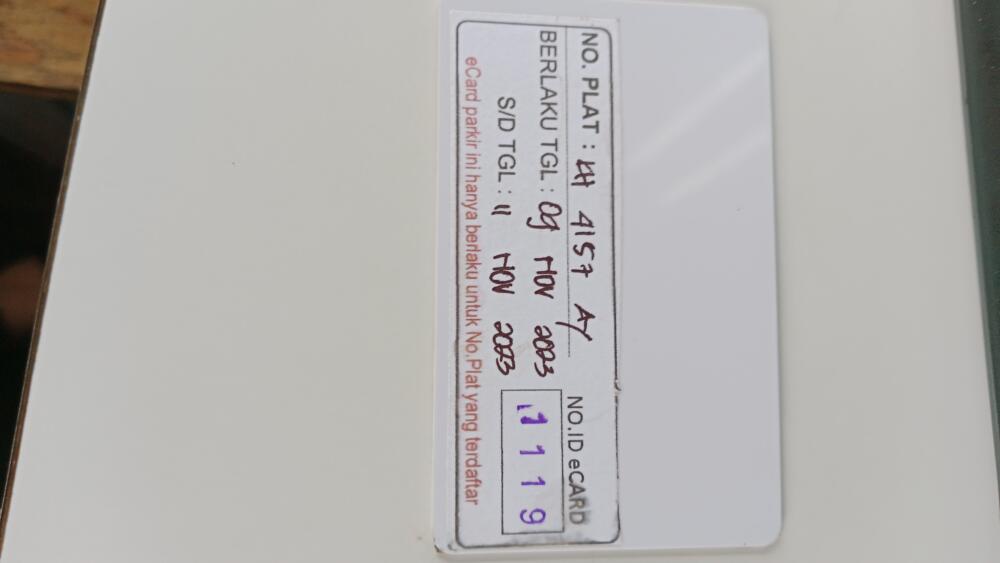 NO. PLAT : KH 4157 AY
BERLAKU TGL : 09 NOV 2023
S/D TGL : 11 NOV 2023
NO.ID eCARD
1119
eCard parkir ini hanya berlaku untuk No.Plat yang terdaftar